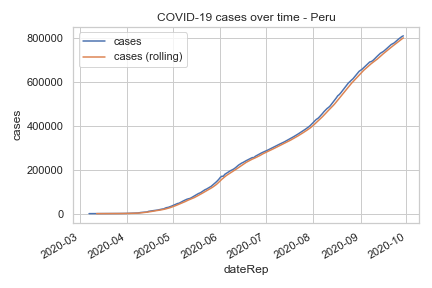 COVID-19 cases over time - Peru
cases
cases (rolling)
800000
600000
400000
200000
0
cases
2020-03
2020-04
2020-05
2020-06
2020-07
2020-08
2020-09
2020-10
dateRep